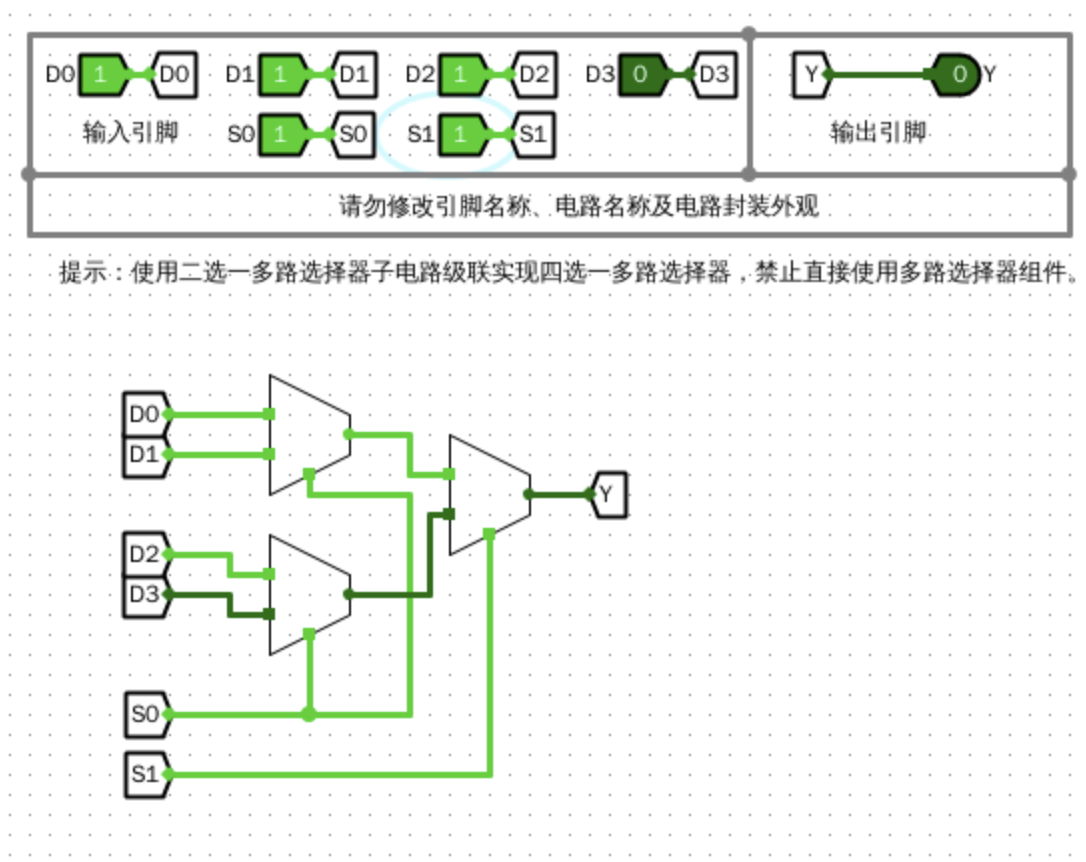 D0 1 D0 D1 1 D1 D2 1 D2 D3 0 D3 Y 0 Y
输入引脚 S0 1 S0 S1 1 S1 输出引脚
请勿修改引脚名称、电路名称及电路封装外观
提示：使用二选一多路选择器子电路级联实现四选一多路选择器，禁止直接使用多路选择器组件。
D0
D1
Y
D2
D3
S0
S1